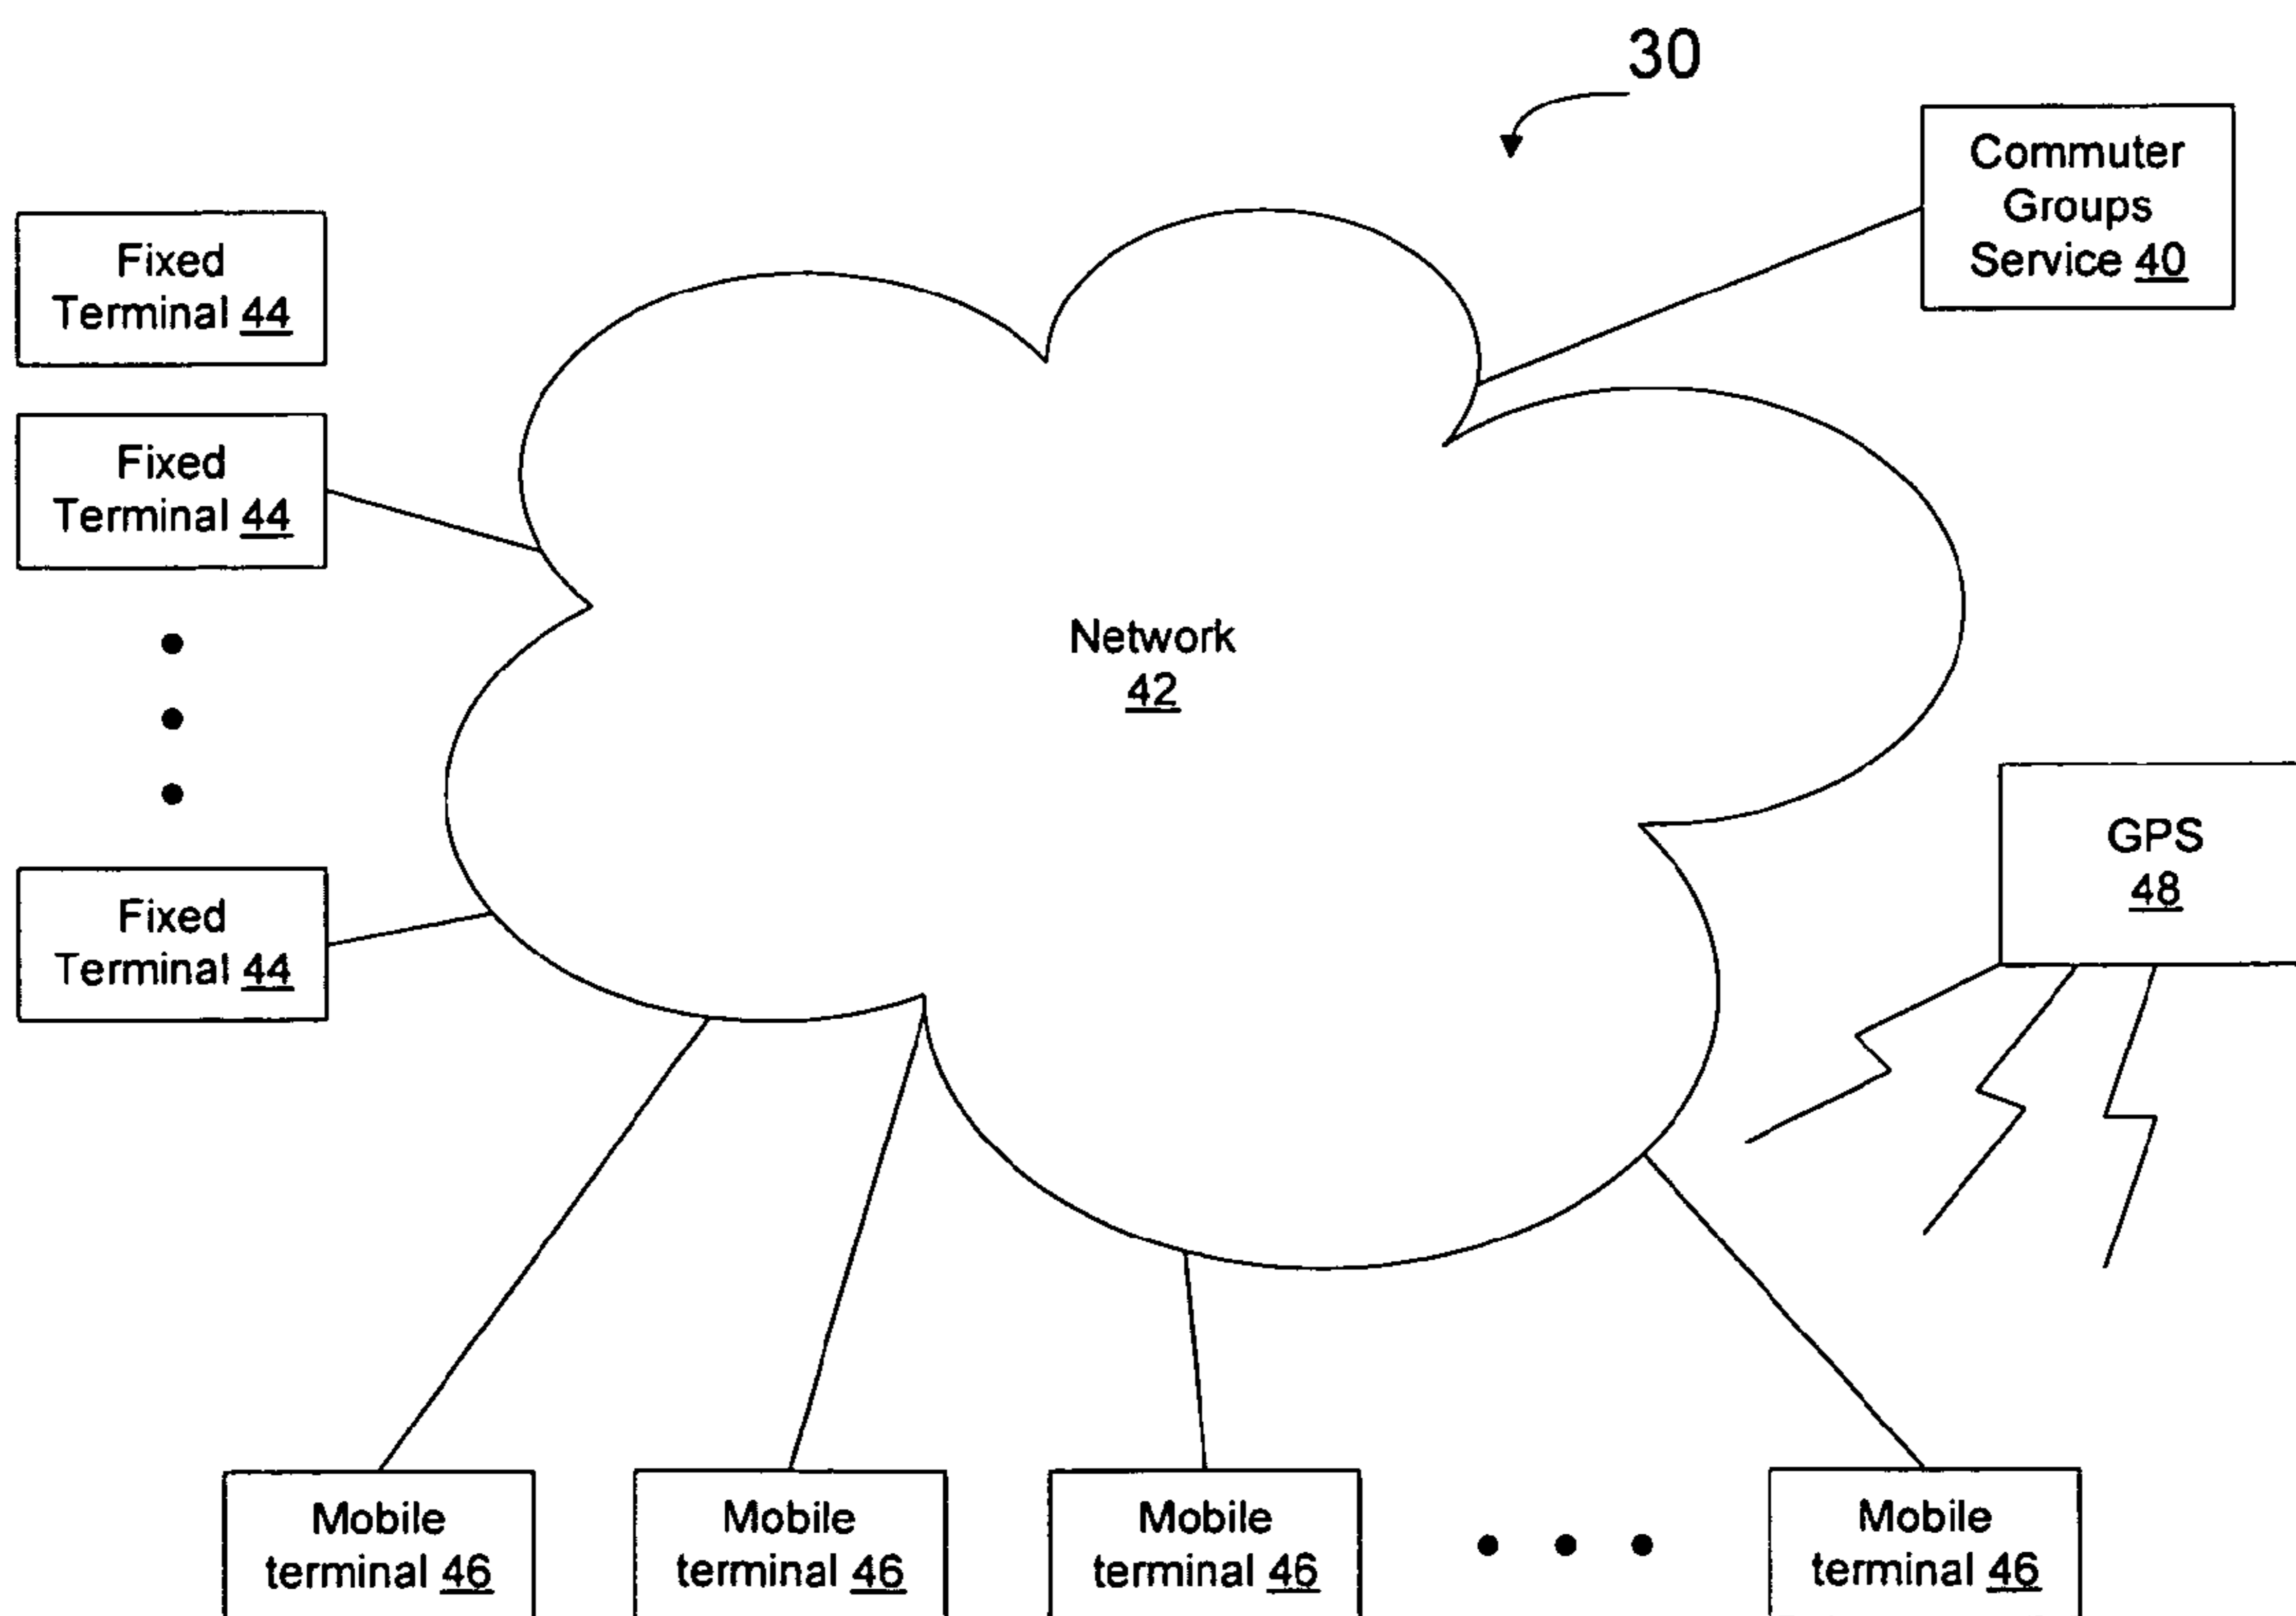 30
Commuter
Groups
Service 40
Fixed
Terminal 44
Fixed
Terminal 44
Network
42
GPS
48
Fixed
Terminal 44
Mobile
terminal 46
Mobile
terminal 46
Mobile
terminal 46
Mobile
terminal 46